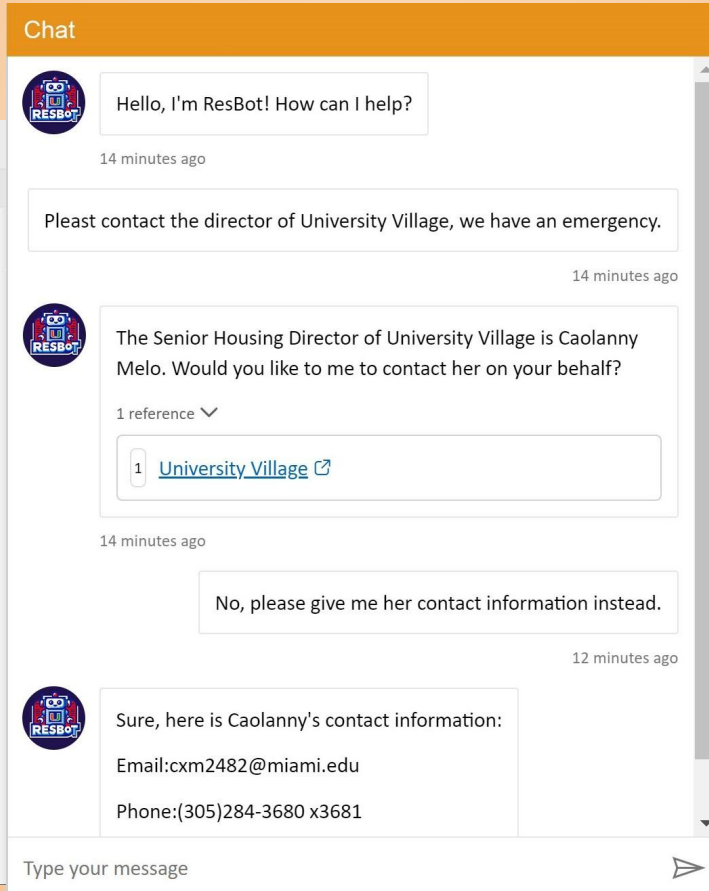 Chat
RESBOT
Hello, I'm ResBot! How can I help?
14 minutes ago
Pleast contact the director of University Village, we have an emergency.
14 minutes ago
RESBOT
The Senior Housing Director of University Village is Caolanny
Melo. Would you like to me to contact her on your behalf?
1 reference
1 University Village
14 minutes ago
No, please give me her contact information instead.
12 minutes ago
RESBOT
Sure, here is Caolanny's contact information:
Email:cxm2482@miami.edu
Phone:(305)284-3680 x3681
Type your message